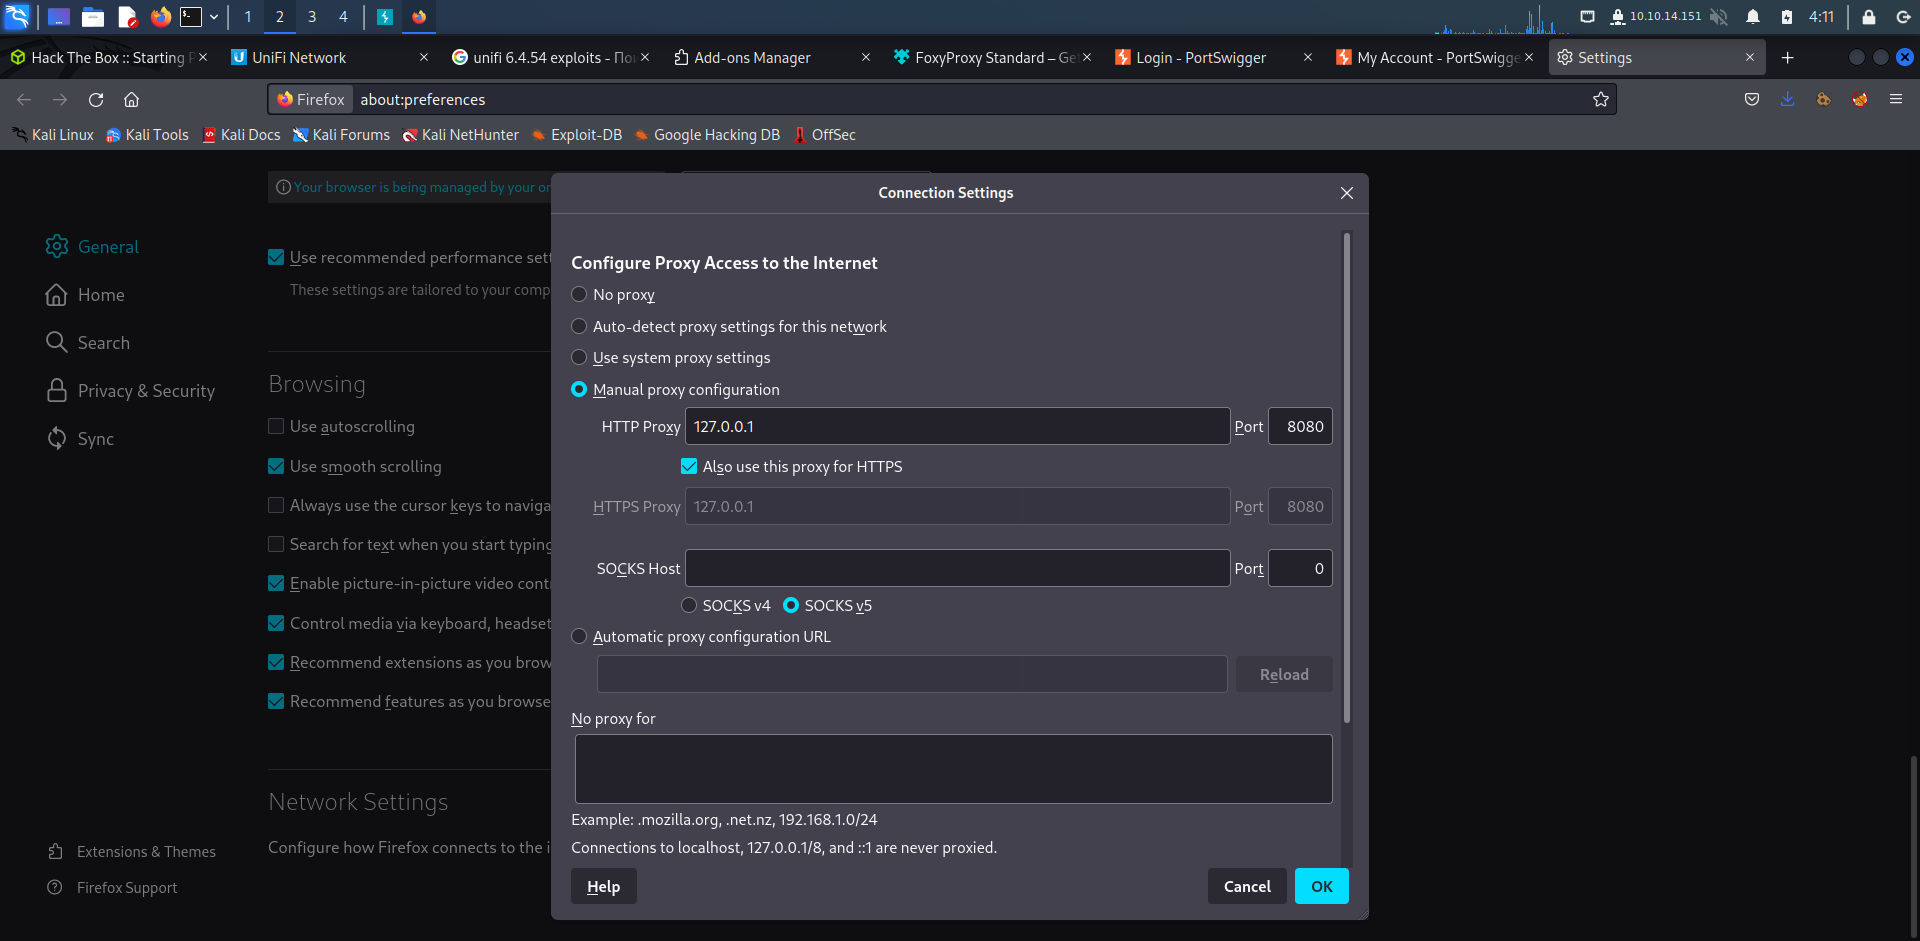 1 2 3 4 10.10.14.151 4:11
Hack The Box :: Starting P UniFi Network unifi 6.4.54 exploits - Пои Add-ons Manager FoxyProxy Standard – Ge Login - PortSwigger My Account - PortSwigge Settings
Firefox about:preferences
Kali Linux Kali Tools Kali Docs Kali Forums Kali NetHunter Exploit-DB Google Hacking DB OffSec
Your browser is being managed by your or
General
Home
Search
Privacy & Security
Sync
Extensions & Themes
Firefox Support
Use recommended performance sett
These settings are tailored to your comp
Browsing
Use autoscrolling
Use smooth scrolling
Always use the cursor keys to naviga
Search for text when you start typing
Enable picture-in-picture video cont
Control media via keyboard, headset
Recommend extensions as you brow
Recommend features as you browse
Network Settings
Configure how Firefox connects to the i
Connection Settings
Configure Proxy Access to the Internet
No proxy
Auto-detect proxy settings for this network
Use system proxy settings
Manual proxy configuration
HTTP Proxy 127.0.0.1 Port 8080
Also use this proxy for HTTPS
HTTPS Proxy 127.0.0.1 Port 8080
SOCKS Host Port 0
SOCKS v4 SOCKS v5
Automatic proxy configuration URL
Reload
No proxy for
Example: .mozilla.org, .net.nz, 192.168.1.0/24
Connections to localhost, 127.0.0.1/8, and ::1 are never proxied.
Help Cancel OK